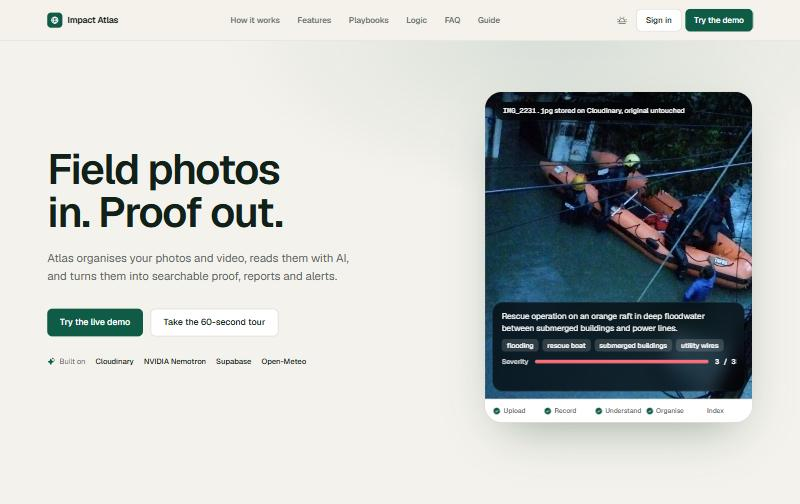 Impact Atlas
How it works
Features
Playbooks
Logic
FAQ
Guide
Sign in
Try the demo
Field photos
in. Proof out.
Atlas organises your photos and video, reads them with AI,
and turns them into searchable proof, reports and alerts.
Try the live demo
Take the 60-second tour
Built on
Cloudinary
NVIDIA Nemotron
Supabase
Open-Meteo
IMG_2231.jpg stored on Cloudinary, original untouched
Rescue operation on an orange raft in deep floodwater
between submerged buildings and power lines.
flooding
rescue boat
submerged buildings
utility wires
Severity
3 / 3
Upload
Record
Understand
Organise
Index